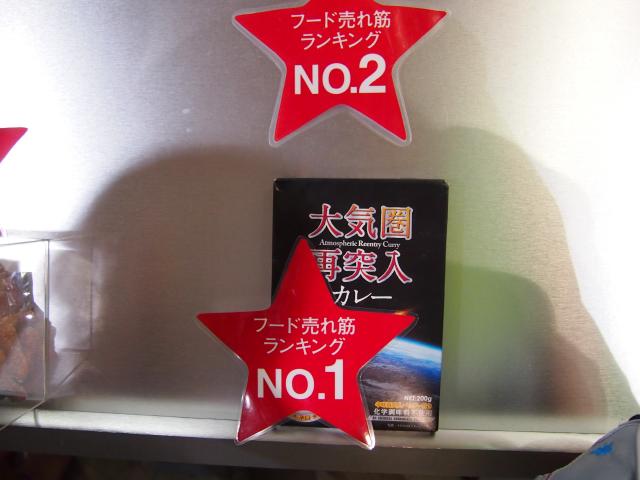 フード売れ筋
ランキング
NO.2
大気圏
Atmospheric Reentry Curry
再突入
カレー
フード売れ筋
ランキング
NO.1
NET.200g
化学調味料不使用